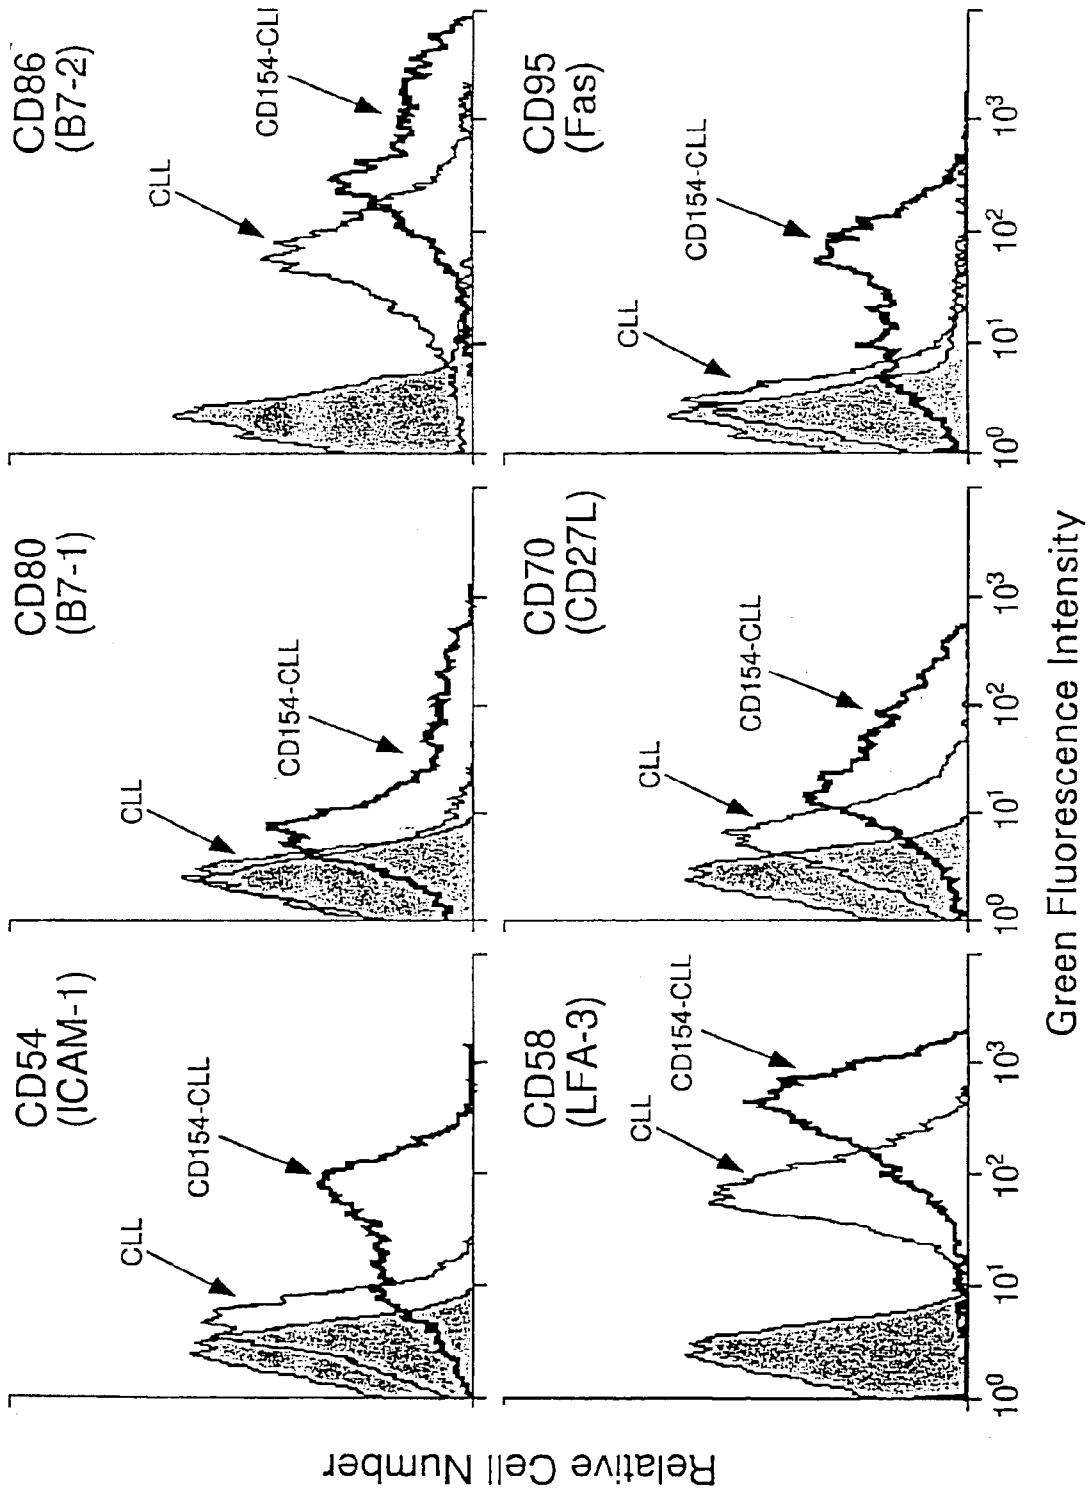 CD54
(ICAM-1)
CLL
CD154-CLL
CD80
(B7-1)
CLL
CD154-CLL
CD86
(B7-2)
CLL
CD154-CLI
CD58
(LFA-3)
CLL
CD154-CLL
10⁰ 10¹ 10² 10³
CD70
(CD27L)
CLL
CD154-CLL
10⁰ 10¹ 10² 10³
CD95
(Fas)
CLL
CD154-CLL
10⁰ 10¹ 10² 10³
Relative Cell Number
Green Fluorescence Intensity